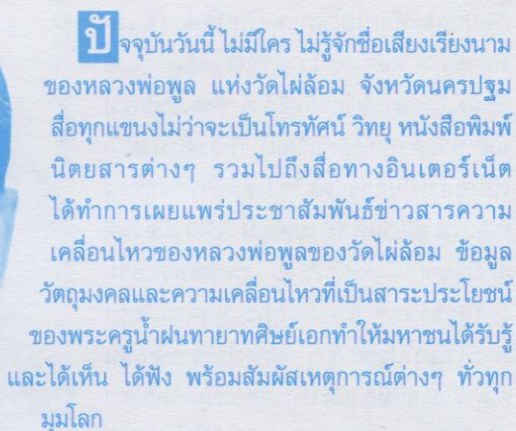 ปัจจุบันวันนี้ ไม่มีใคร ไม่รู้จักชื่อเสียงเรียงนาม
ของหลวงพ่อพูล แห่งวัดไผ่ล้อม จังหวัดนครปฐม
สื่อทุกแขนงไม่ว่าจะเป็นโทรทัศน์ วิทยุ หนังสือพิมพ์
นิตยสารต่างๆ รวมไปถึงสื่อทางอินเตอร์เน็ต
ได้ทำการเผยแพร่ประชาสัมพันธ์ข่าวสารความ
เคลื่อนไหวของหลวงพ่อพูลของวัดไผ่ล้อม ข้อมูล
วัตถุมงคลและความเคลื่อนไหวที่เป็นสาระประโยชน์
ของพระครูน้ำฝนทายาทศิษย์เอกทำให้มหาชนได้รับรู้
และได้เห็น ได้ฟัง พร้อมสัมผัสเหตุการณ์ต่างๆ ทั่วทุก
มุมโลก